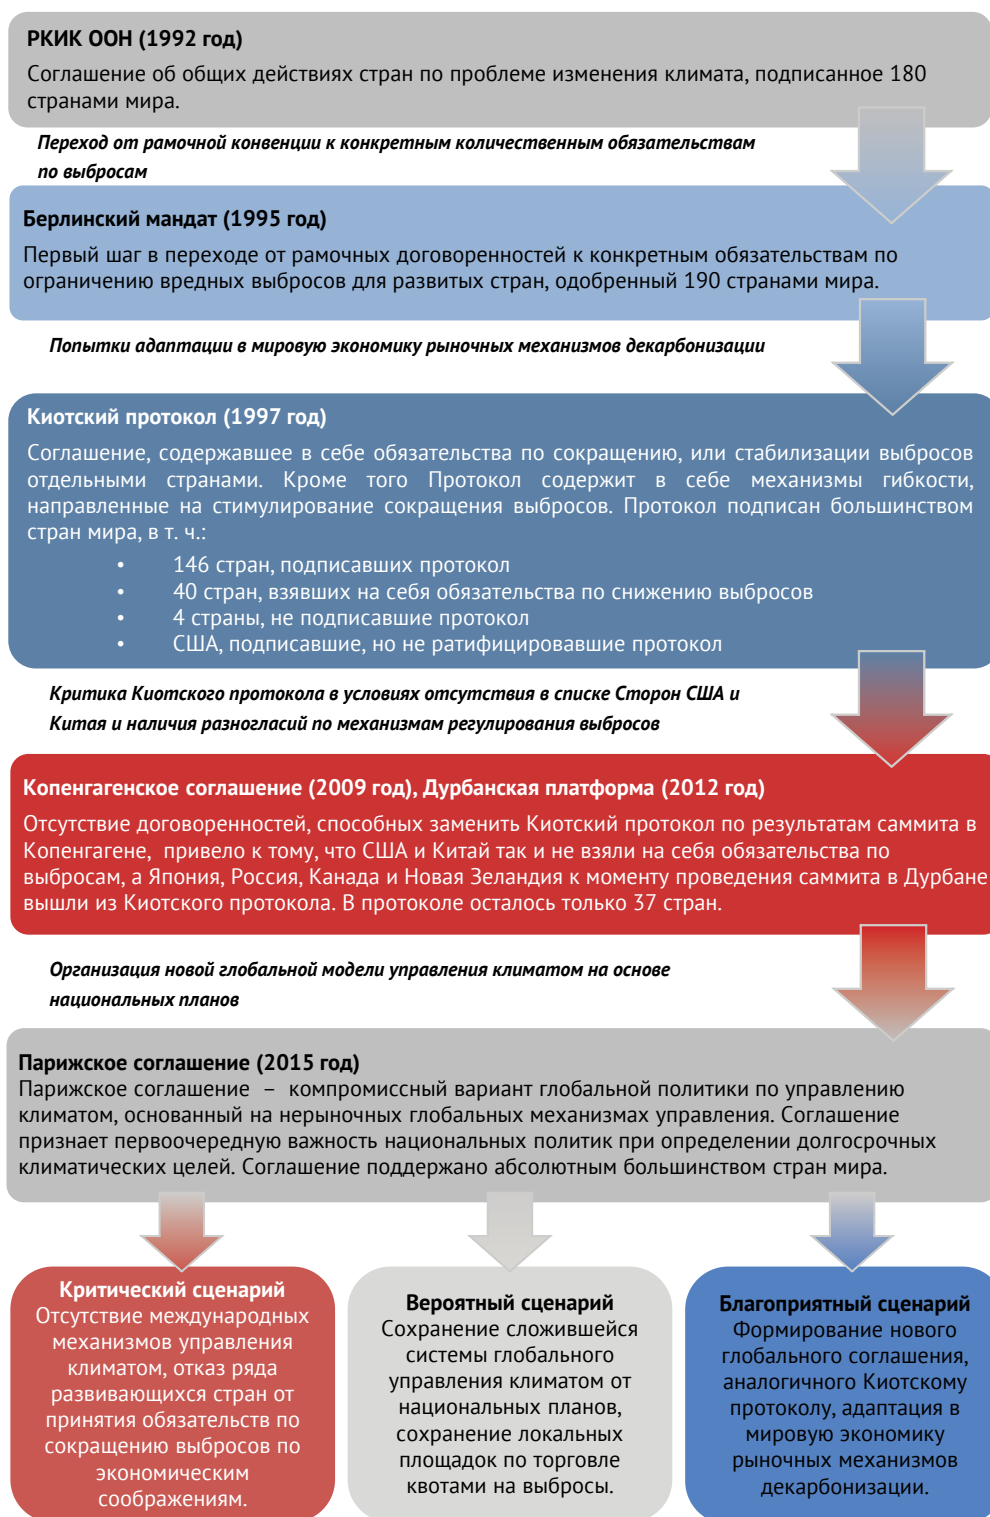 РКИК ООН (1992 год)
Соглашение об общих действиях стран по проблеме изменения климата, подписанное 180
странами мира.
Переход от рамочной конвенции к конкретным количественным обязательствам
по выбросам
Берлинский мандат (1995 год)
Первый шаг в переходе от рамочных договоренностей к конкретным обязательствам по
ограничению вредных выбросов для развитых стран, одобренный 190 странами мира.
Попытки адаптации в мировую экономику рыночных механизмов декарбонизации
Киотский протокол (1997 год)
Соглашение, содержавшее в себе обязательства по сокращению, или стабилизации выбросов
отдельными странами. Кроме того Протокол содержит в себе механизмы гибкости,
направленные на стимулирование сокращения выбросов. Протокол подписан большинством
стран мира, в т. ч.:
• 146 стран, подписавших протокол
• 40 стран, взявших на себя обязательства по снижению выбросов
• 4 страны, не подписавшие протокол
• США, подписавшие, но не ратифицировавшие протокол
Критика Киотского протокола в условиях отсутствия в списке Сторон США и
Китая и наличия разногласий по механизмам регулирования выбросов
Копенгагенское соглашение (2009 год), Дурбанская платформа (2012 год)
Отсутствие договоренностей, способных заменить Киотский протокол по результатам саммита в
Копенгагене, привело к тому, что США и Китай так и не взяли на себя обязательства по
выбросам, а Япония, Россия, Канада и Новая Зеландия к моменту проведения саммита в Дурбане
вышли из Киотского протокола. В протоколе осталось только 37 стран.
Организация новой глобальной модели управления климатом на основе
национальных планов
Парижское соглашение (2015 год)
Парижское соглашение – компромиссный вариант глобальной политики по управлению
климатом, основанный на нерыночных глобальных механизмах управления. Соглашение
признает первоочередную важность национальных политик при определении долгосрочных
климатических целей. Соглашение поддержано абсолютным большинством стран мира.
Критический сценарий
Отсутствие международных
механизмов управления
климатом, отказ ряда
развивающихся стран от
принятия обязательств по
сокращению выбросов по
экономическим
соображениям.
Вероятный сценарий
Сохранение сложившейся
системы глобального
управления климатом от
национальных планов,
сохранение локальных
площадок по торговле
квотами на выбросы.
Благоприятный сценарий
Формирование нового
глобального соглашения,
аналогичного Киотскому
протоколу, адаптация в
мировую экономику
рыночных механизмов
декарбонизации.